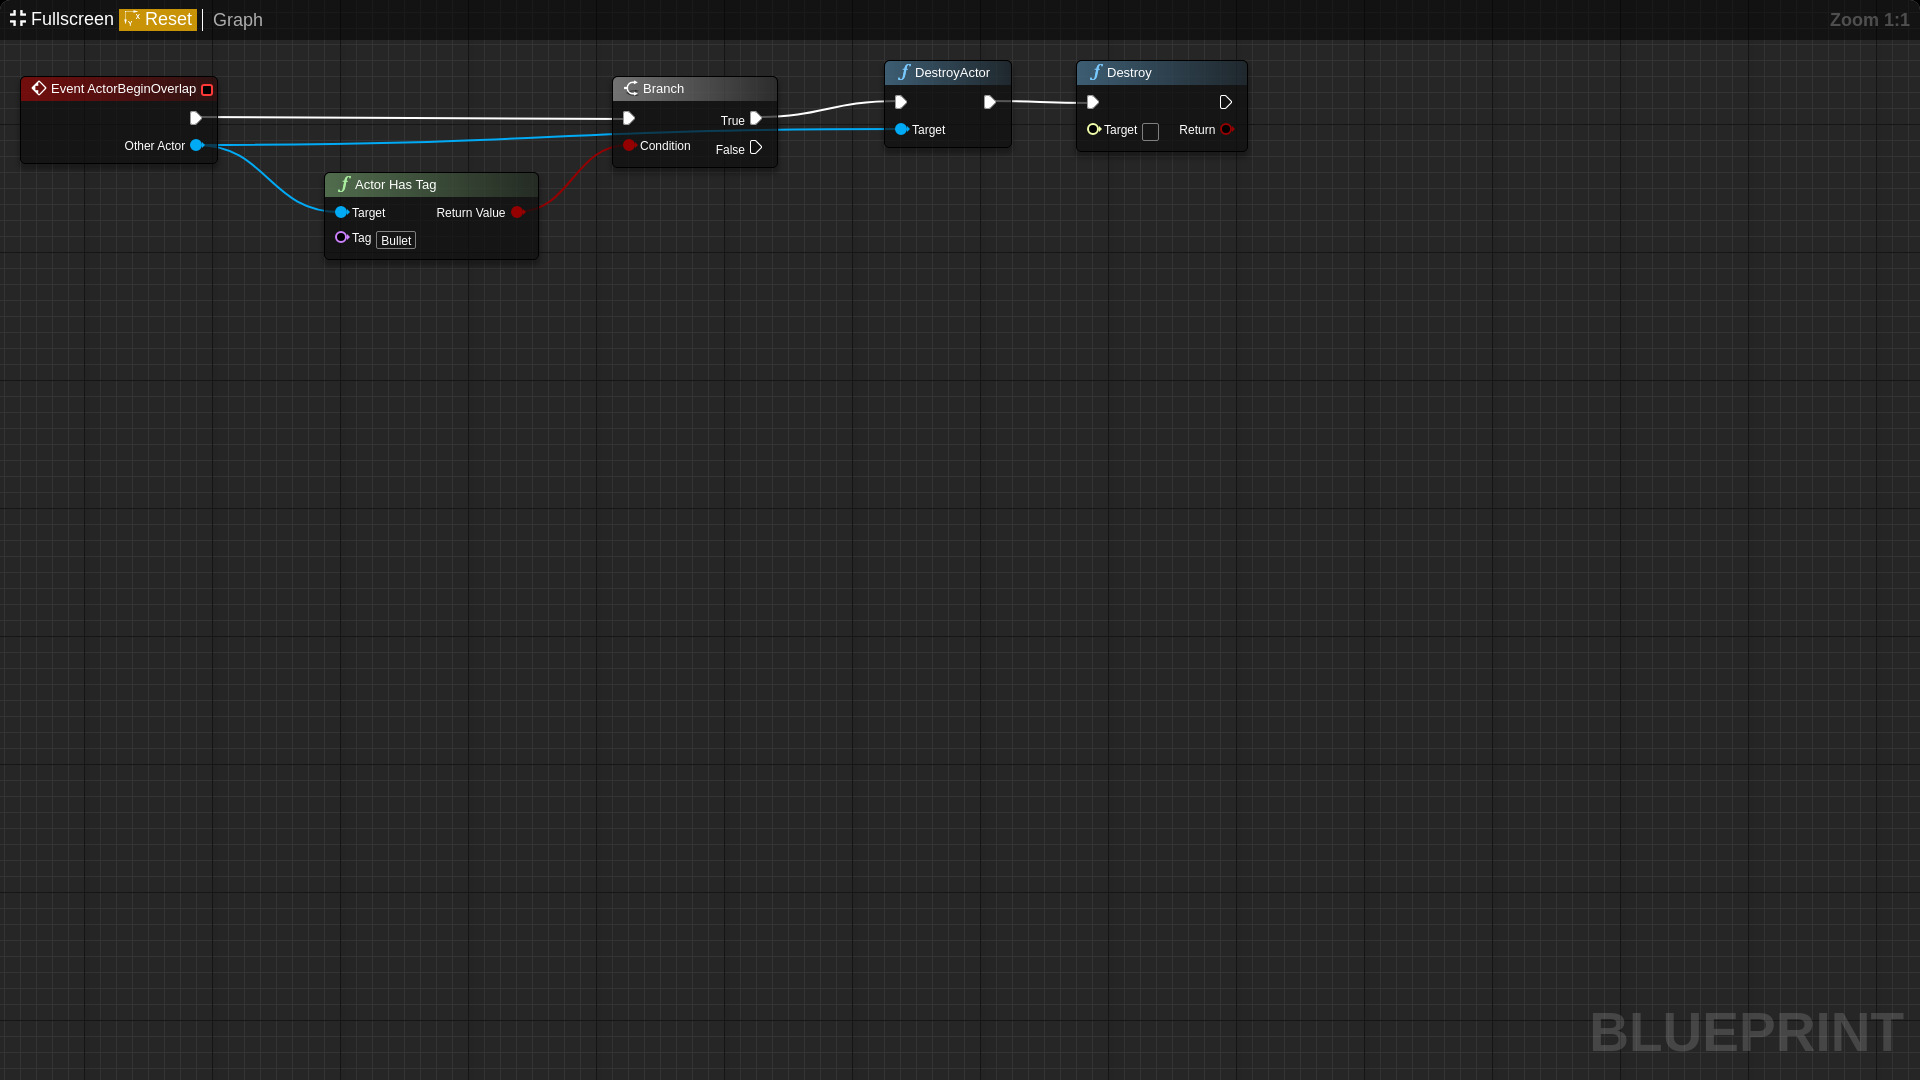 Fullscreen Reset Graph Zoom 1:1
Event ActorBeginOverlap
Other Actor
Actor Has Tag
Target Return Value
Tag Bullet
Branch
True
Condition False
DestroyActor
Target
Destroy
Target Return
BLUEPRINT